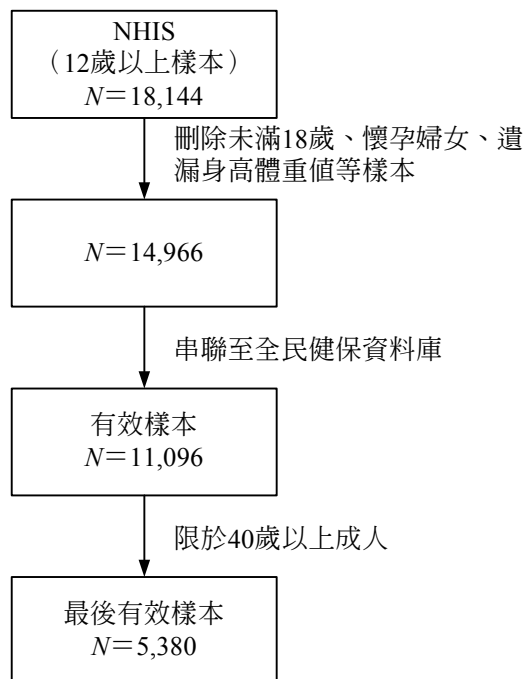 NHIS
（12歲以上樣本）
N＝18,144
刪除未滿18歲、懷孕婦女、遺
漏身高體重值等樣本
N＝14,966
串聯至全民健保資料庫
有效樣本
N＝11,096
限於40歲以上成人
最後有效樣本
N＝5,380